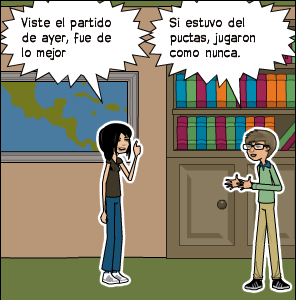 Viste el partido
de ayer, fue de
lo mejor
Si estuvo del
puctas, jugaron
como nunca.